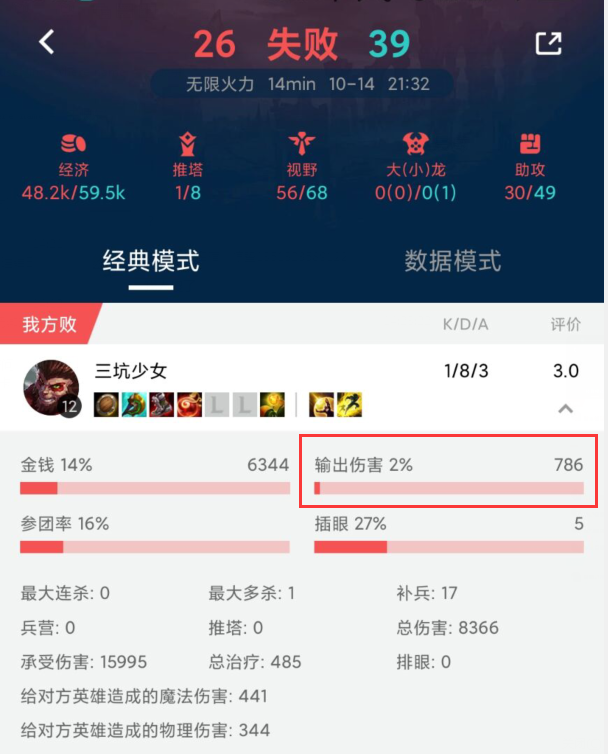 26 失败 39
无限火力 14min 10-14 21:32
经济 推塔 视野 大(小)龙 助攻
48.2k/59.5k 1/8 56/68 0(0)/0(1) 30/49
经典模式 数据模式
我方败 K/D/A 评价
三坑少女 1/8/3 3.0
12
金钱 14% 6344 输出伤害 2% 786
参团率 16% 插眼 27% 5
最大连杀: 0 最大多杀: 1 补兵: 17
兵营: 0 推塔: 0 总伤害: 8366
承受伤害: 15995 总治疗: 485 排眼: 0
给对方英雄造成的魔法伤害: 441
给对方英雄造成的物理伤害: 344